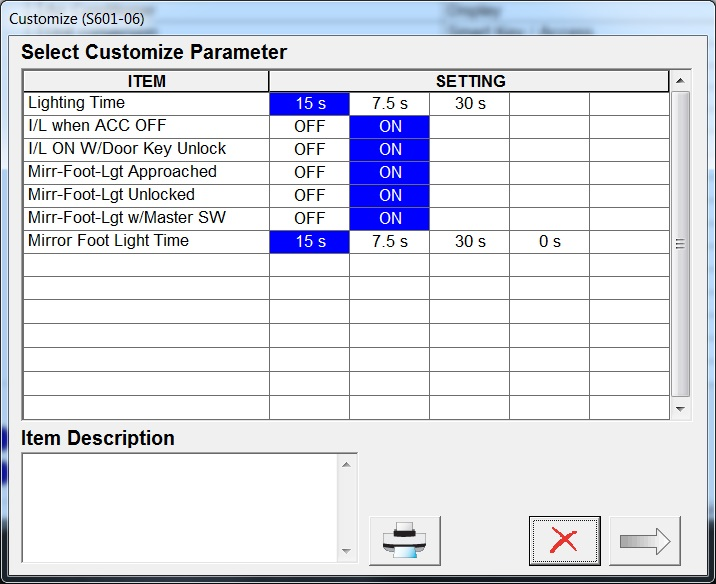 Customize (S601-06)
Select Customize Parameter
ITEM SETTING
Lighting Time 15 s 7.5 s 30 s
I/L when ACC OFF OFF ON
I/L ON W/Door Key Unlock OFF ON
Mirr-Foot-Lgt Approached OFF ON
Mirr-Foot-Lgt Unlocked OFF ON
Mirr-Foot-Lgt w/Master SW OFF ON
Mirror Foot Light Time 15 s 7.5 s 30 s 0 s
Item Description